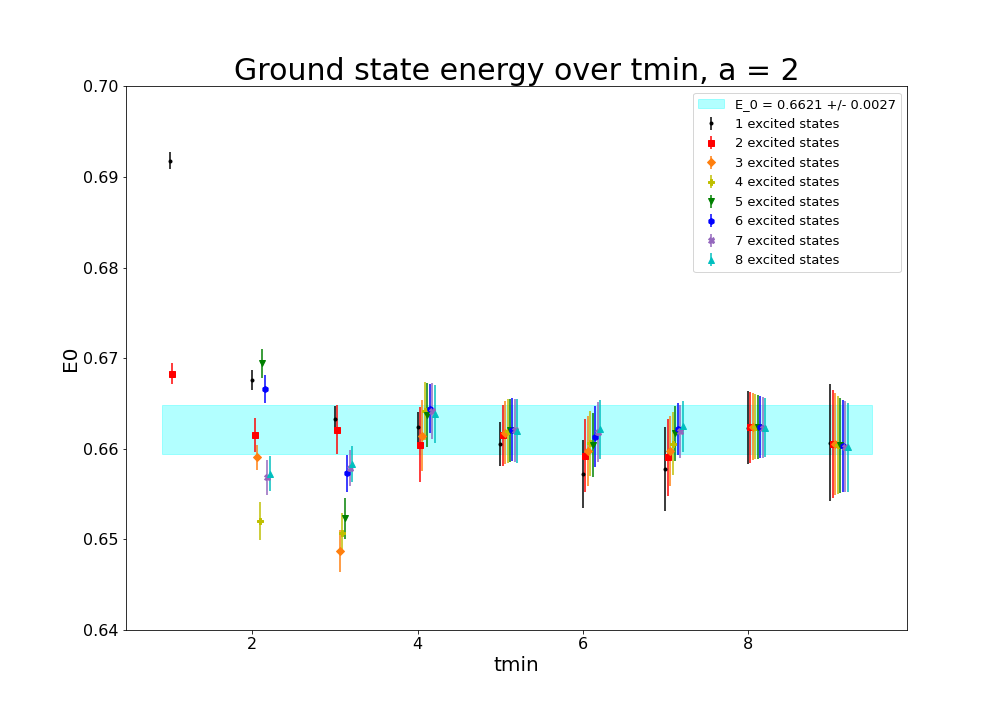 Ground state energy over tmin, a = 2
0.70
0.69
0.68
0.67
0.66
0.65
0.64
E0
E_0 = 0.6621 +/- 0.0027
1 excited states
2 excited states
3 excited states
4 excited states
5 excited states
6 excited states
7 excited states
8 excited states
2 4 6 8
tmin